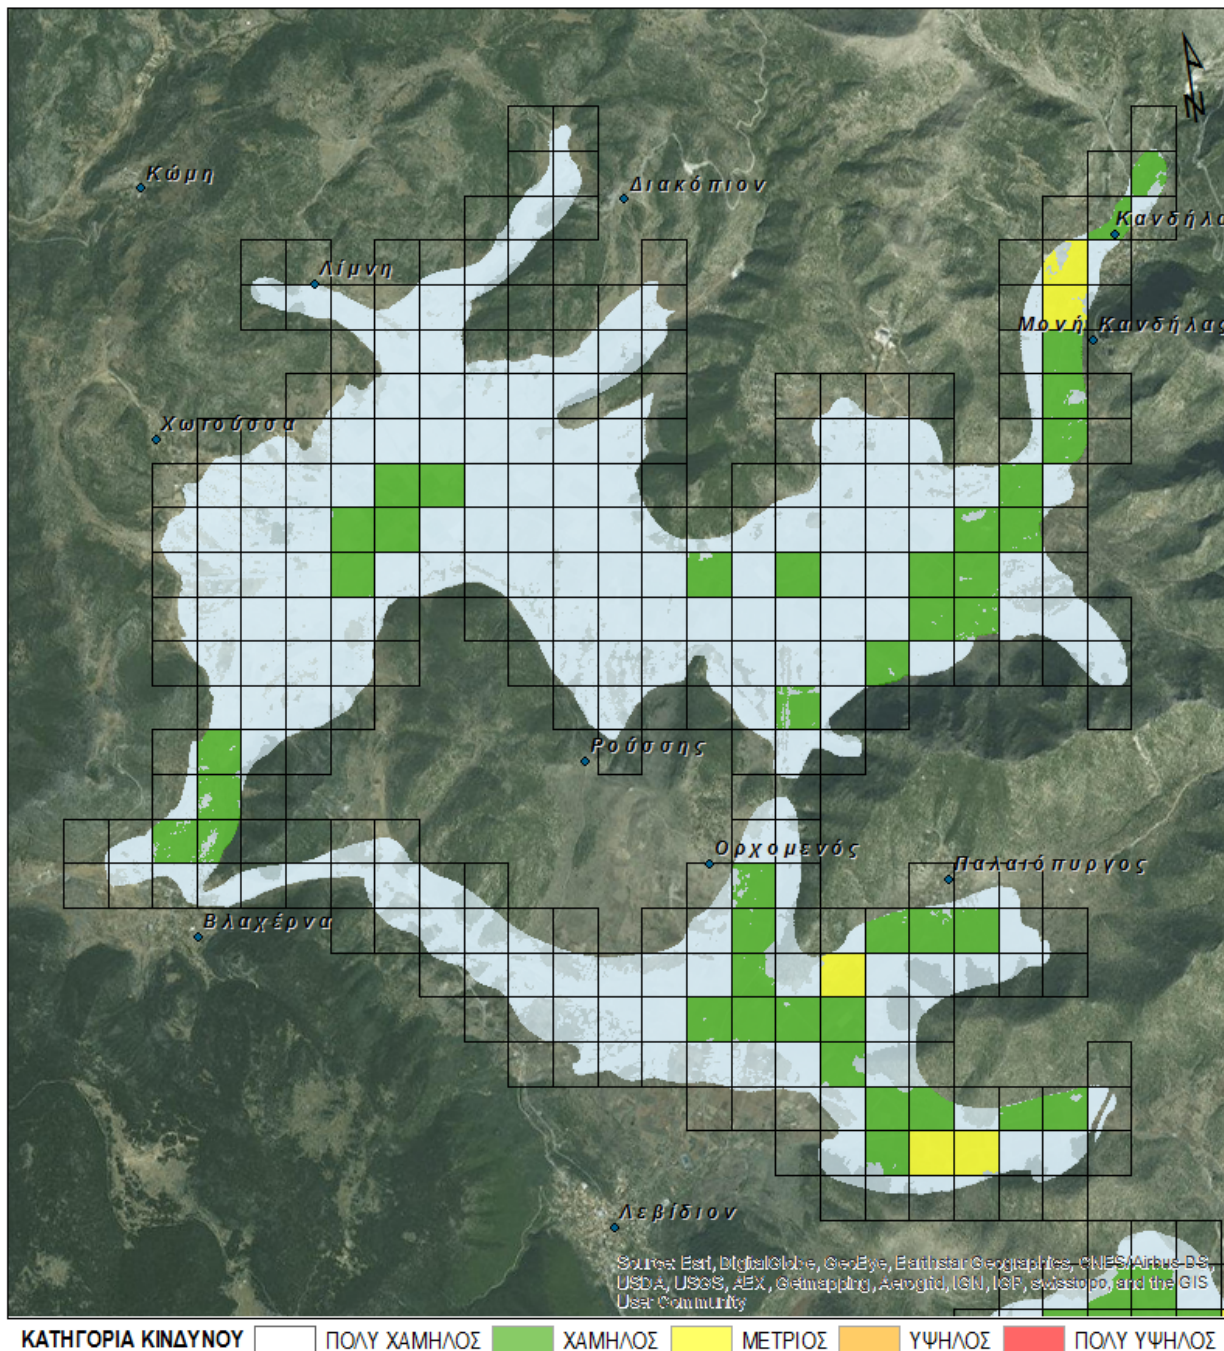 N
Κώμη
Διακόπιον
Κανδήλα
Λίμνη
Μονή Κανδήλας
Χωτούσσα
Ρούσσης
Ορχομενός
Παλαιόπυργος
Βλαχέρνα
Λεβίδιον
Source: Esri, DigitalGlobe, GeoEye, Earthstar Geographics, CNES/Airbus DS,
USDA, USGS, AEX, Getmapping, Aerogrid, IGN, IGP, swisstopo, and the GIS
User Community
ΚΑΤΗΓΟΡΙΑ ΚΙΝΔΥΝΟΥ ΠΟΛΥ ΧΑΜΗΛΟΣ ΧΑΜΗΛΟΣ ΜΕΤΡΙΟΣ ΥΨΗΛΟΣ ΠΟΛΥ ΥΨΗΛΟΣ